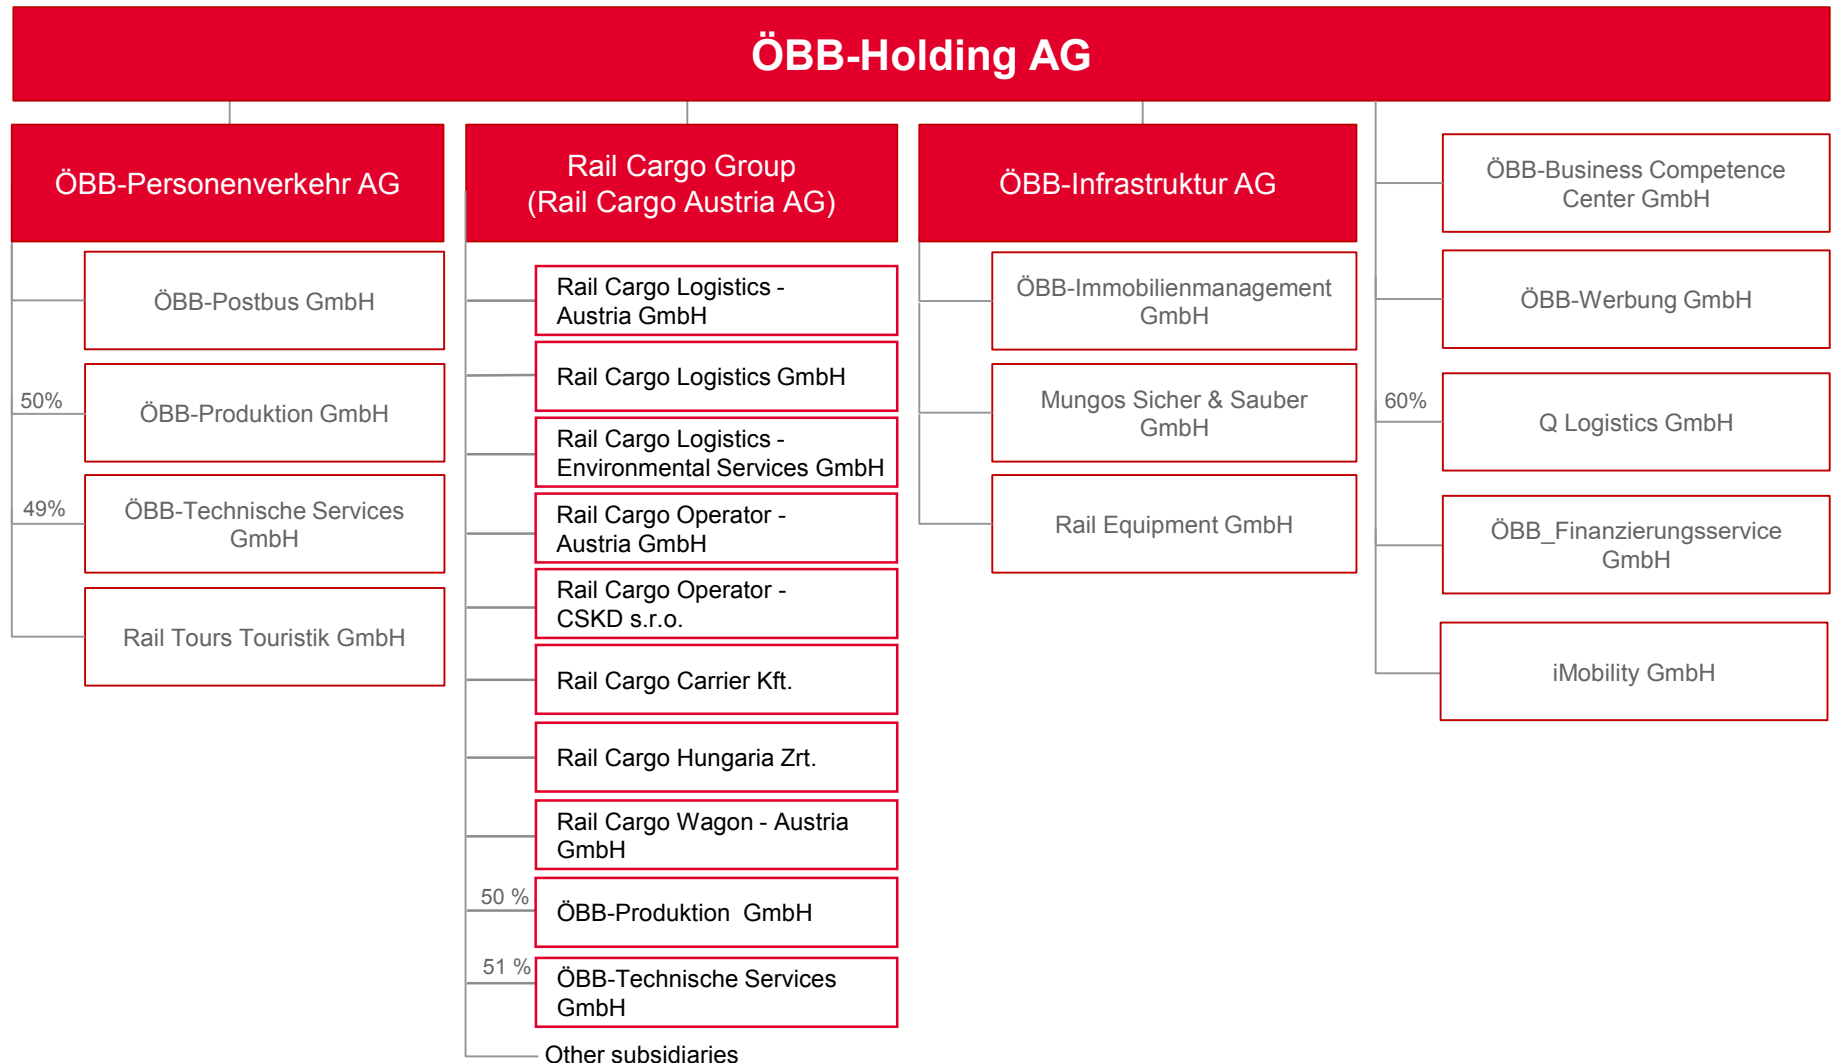 ÖBB-Holding AG
ÖBB-Personenverkehr AG
ÖBB-Postbus GmbH
50%
ÖBB-Produktion GmbH
49%
ÖBB-Technische Services
GmbH
Rail Tours Touristik GmbH
Rail Cargo Group
(Rail Cargo Austria AG)
Rail Cargo Logistics -
Austria GmbH
Rail Cargo Logistics GmbH
Rail Cargo Logistics -
Environmental Services GmbH
Rail Cargo Operator -
Austria GmbH
Rail Cargo Operator -
CSKD s.r.o.
Rail Cargo Carrier Kft.
Rail Cargo Hungaria Zrt.
Rail Cargo Wagon - Austria
GmbH
50 %
ÖBB-Produktion GmbH
51 %
ÖBB-Technische Services
GmbH
Other subsidiaries
ÖBB-Infrastruktur AG
ÖBB-Immobilienmanagement
GmbH
Mungos Sicher & Sauber
GmbH
Rail Equipment GmbH
ÖBB-Business Competence
Center GmbH
ÖBB-Werbung GmbH
60%
Q Logistics GmbH
ÖBB_Finanzierungsservice
GmbH
iMobility GmbH